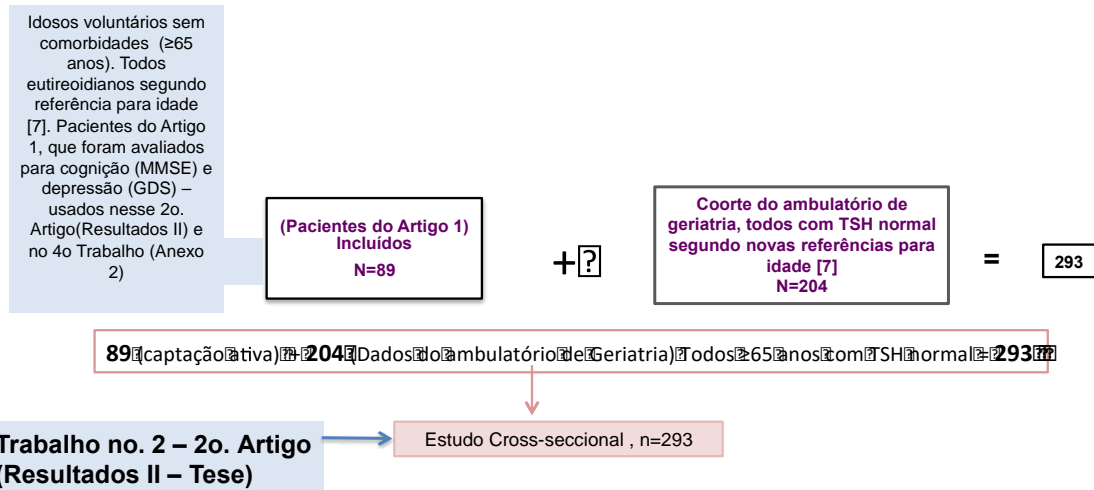 Idosos voluntários sem
comorbidades (≥65
anos). Todos
eutireoidianos segundo
referência para idade
[7]. Pacientes do Artigo
1, que foram avaliados
para cognição (MMSE) e
depressão (GDS) –
usados nesse 2o.
Artigo(Resultados II) e
no 4o Trabalho (Anexo
2)
(Pacientes do Artigo 1)
Incluídos
N=89
+
Coorte do ambulatório de
geriatria, todos com TSH normal
segundo novas referências para
idade [7]
N=204
=
293
89 (captação ativa) + 204 (Dados do ambulatório de Geriatria) Todos ≥65 anos com TSH normal = 293
Estudo Cross-seccional , n=293
Trabalho no. 2 – 2o. Artigo
(Resultados II – Tese)